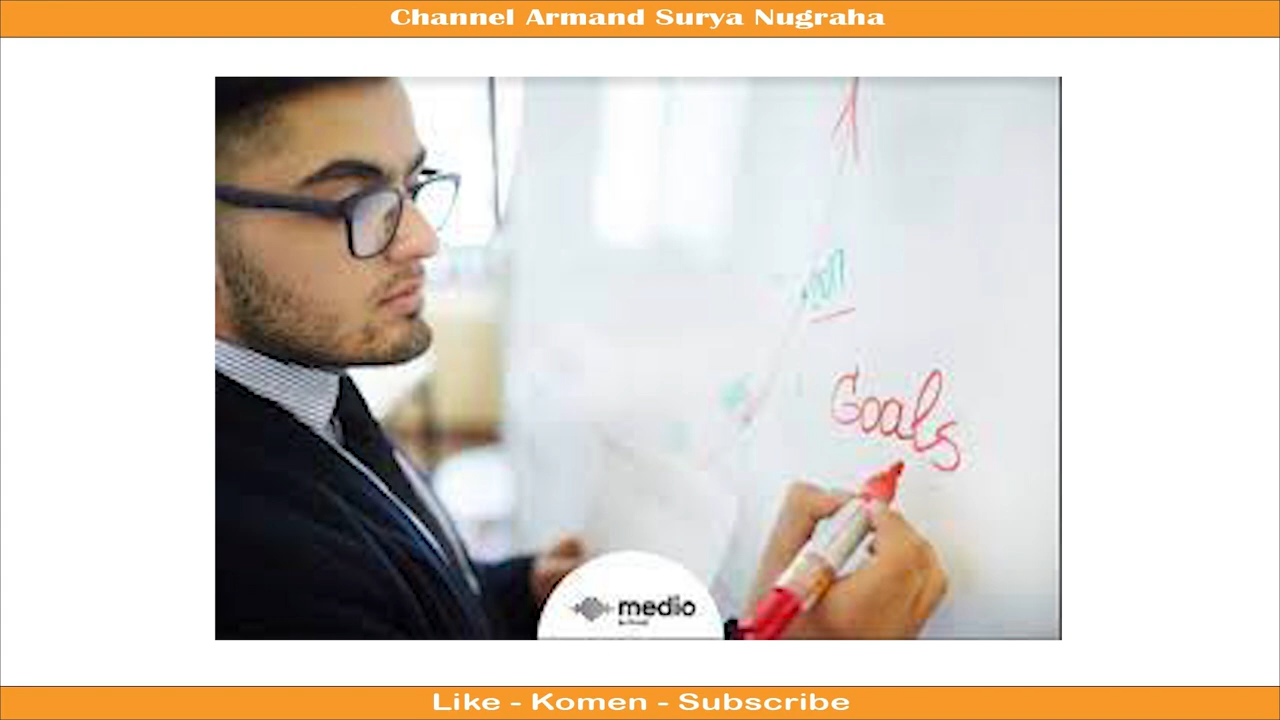 Channel Armand Surya Nugraha
Goals
medio
Like - Komen - Subscribe